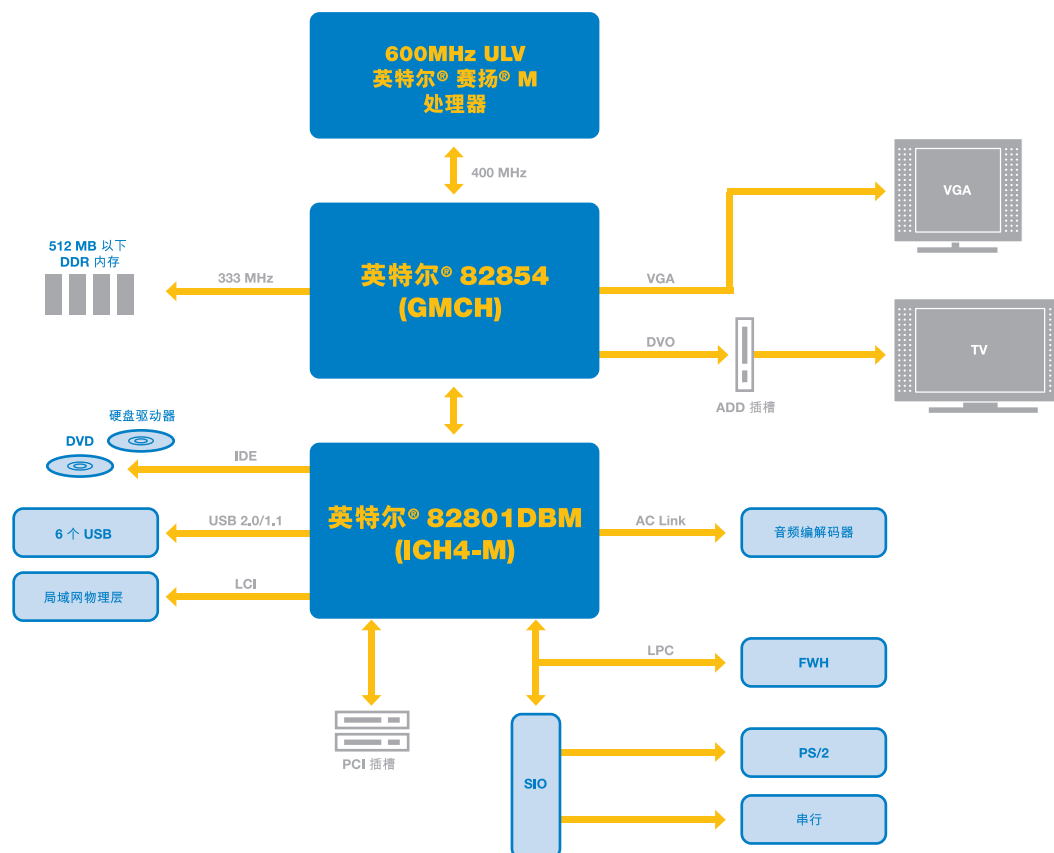 600MHz ULV
英特尔® 赛扬® M
处理器
400 MHz
VGA
512 MB 以下
DDR 内存
333 MHz
英特尔® 82854
(GMCH)
VGA
DVO
TV
ADD 插槽
硬盘驱动器
DVD
IDE
英特尔® 82801DBM
(ICH4-M)
USB 2.0/1.1
6 个 USB
AC Link
音频编解码器
LCI
局域网物理层
LPC
FWH
PCI 插槽
SIO
PS/2
串行